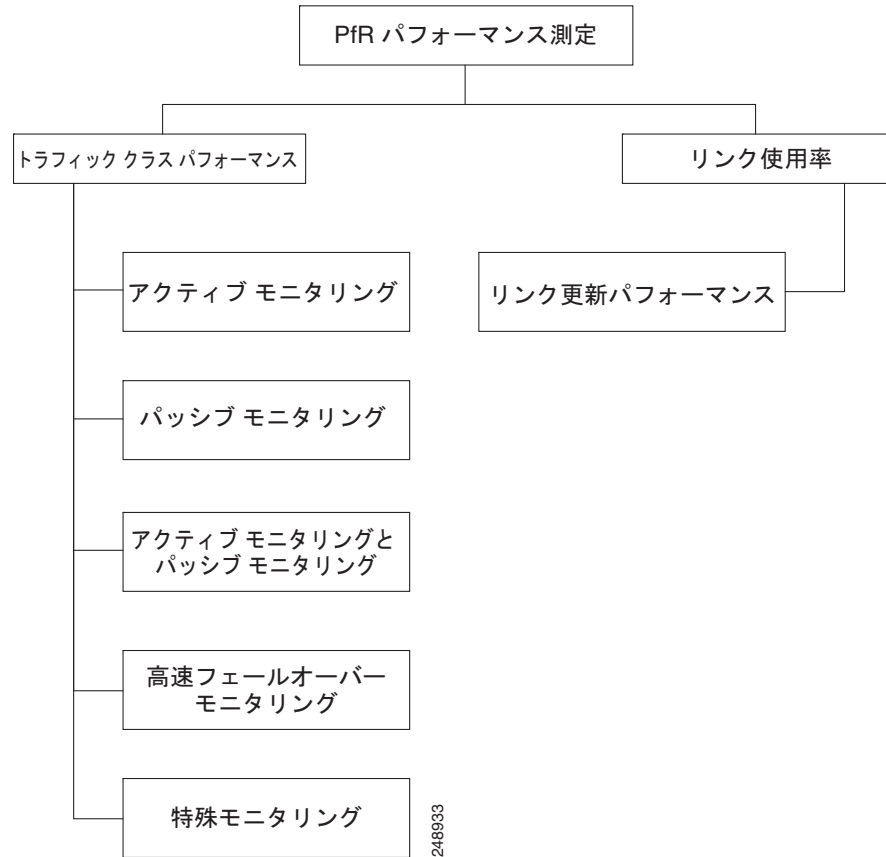 PfR パフォーマンス測定
トラフィック クラス パフォーマンス
リンク使用率
アクティブ モニタリング
リンク更新パフォーマンス
パッシブ モニタリング
アクティブ モニタリングと
パッシブ モニタリング
高速フェールオーバー
モニタリング
特殊モニタリング
248933